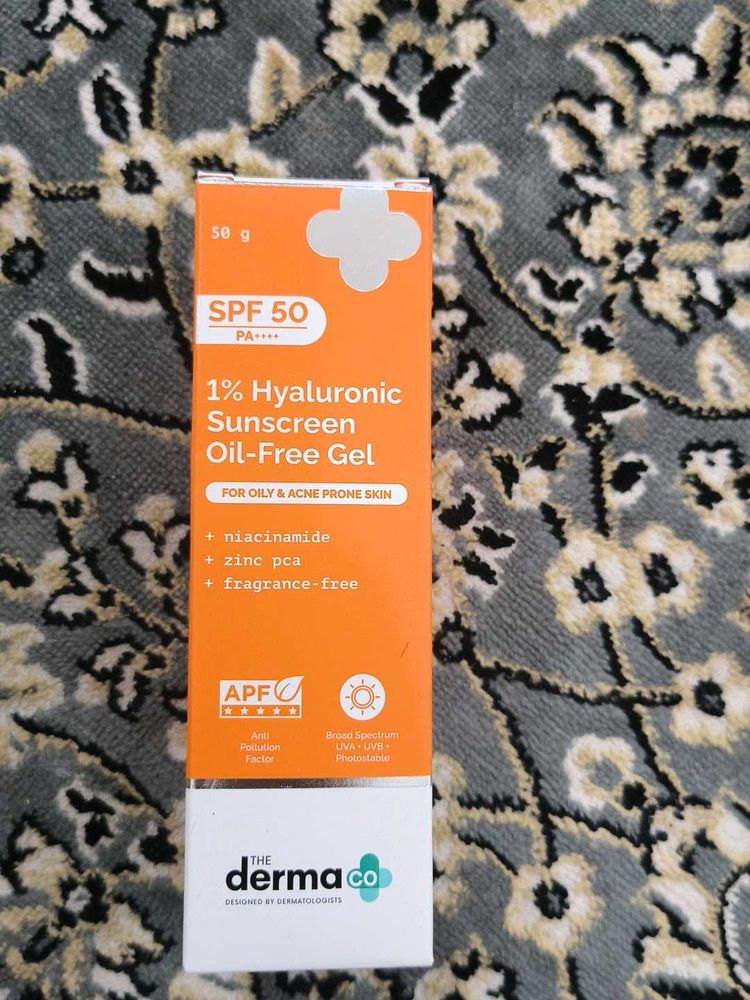 50 g
SPF 50
PA++++
1% Hyaluronic
Sunscreen
Oil-Free Gel
FOR OILY & ACNE PRONE SKIN
+ niacinamide
+ zinc pca
+ fragrance-free
APF
Anti
Pollution
Factor
Broad Spectrum
UVA + UVB +
Photostable
THE
derma co
DESIGNED BY DERMATOLOGISTS